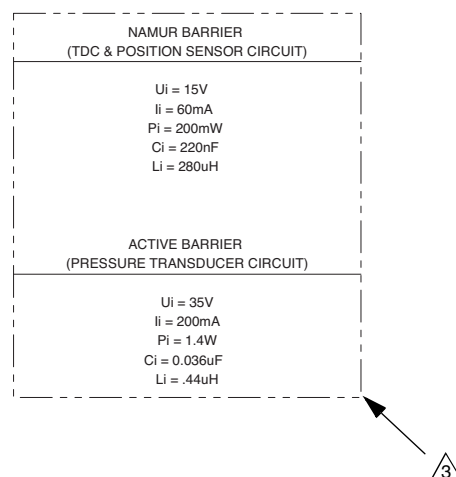 NAMUR BARRIER
(TDC & POSITION SENSOR CIRCUIT)
Ui = 15V
Ii = 60mA
Pi = 200mW
Ci = 220nF
Li = 280uH
ACTIVE BARRIER
(PRESSURE TRANSDUCER CIRCUIT)
Ui = 35V
Ii = 200mA
Pi = 1.4W
Ci = 0.036uF
Li = .44uH
3